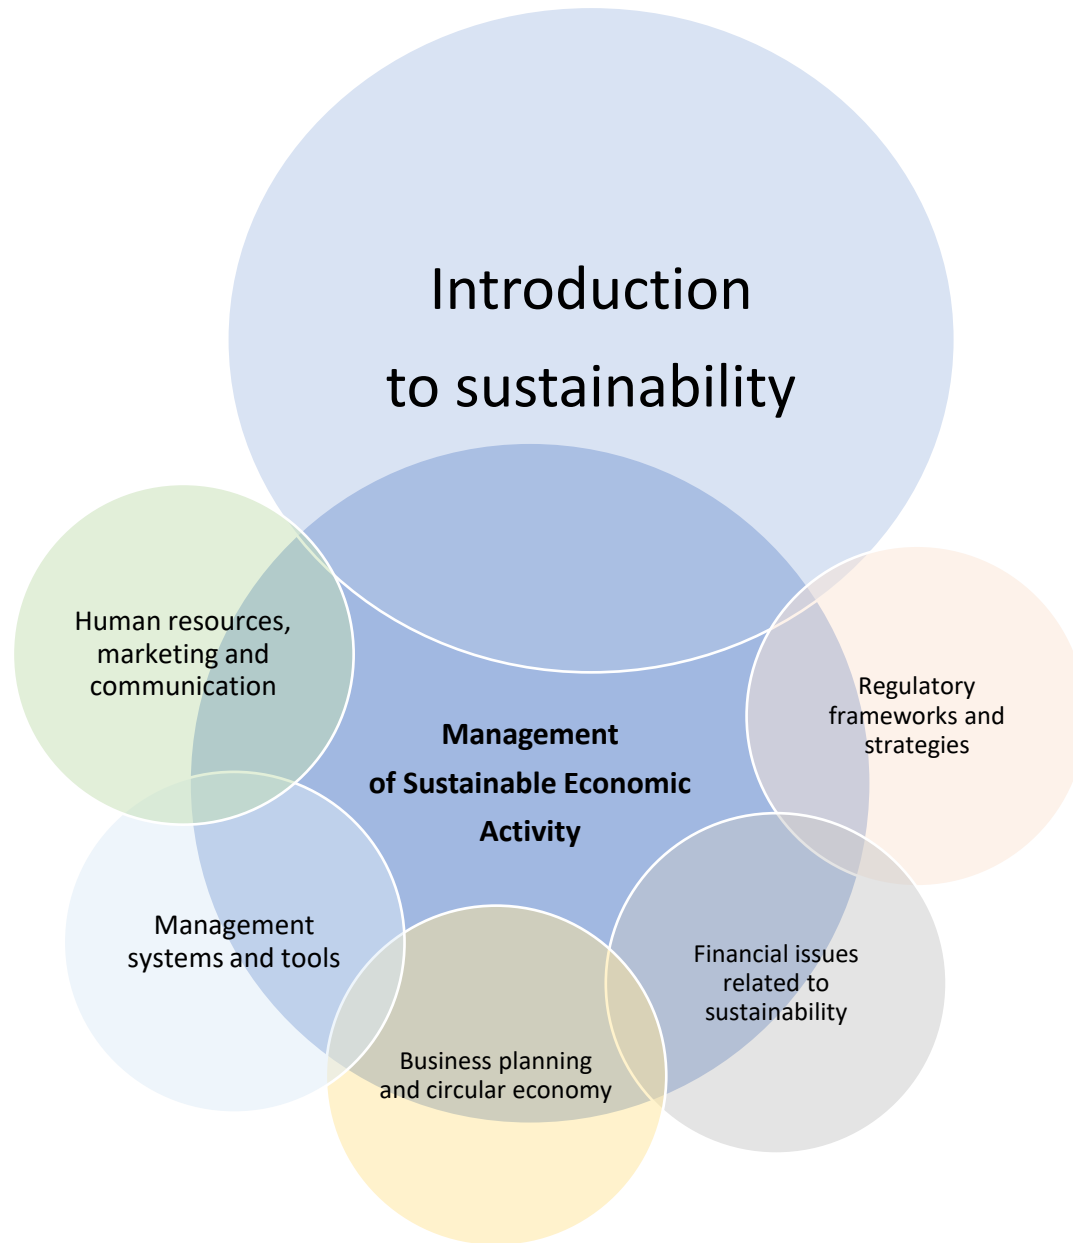 Introduction
to sustainability
Human resources,
marketing and
communication
Regulatory
frameworks and
strategies
Management
of Sustainable Economic
Activity
Management
systems and tools
Financial issues
related to
sustainability
Business planning
and circular economy